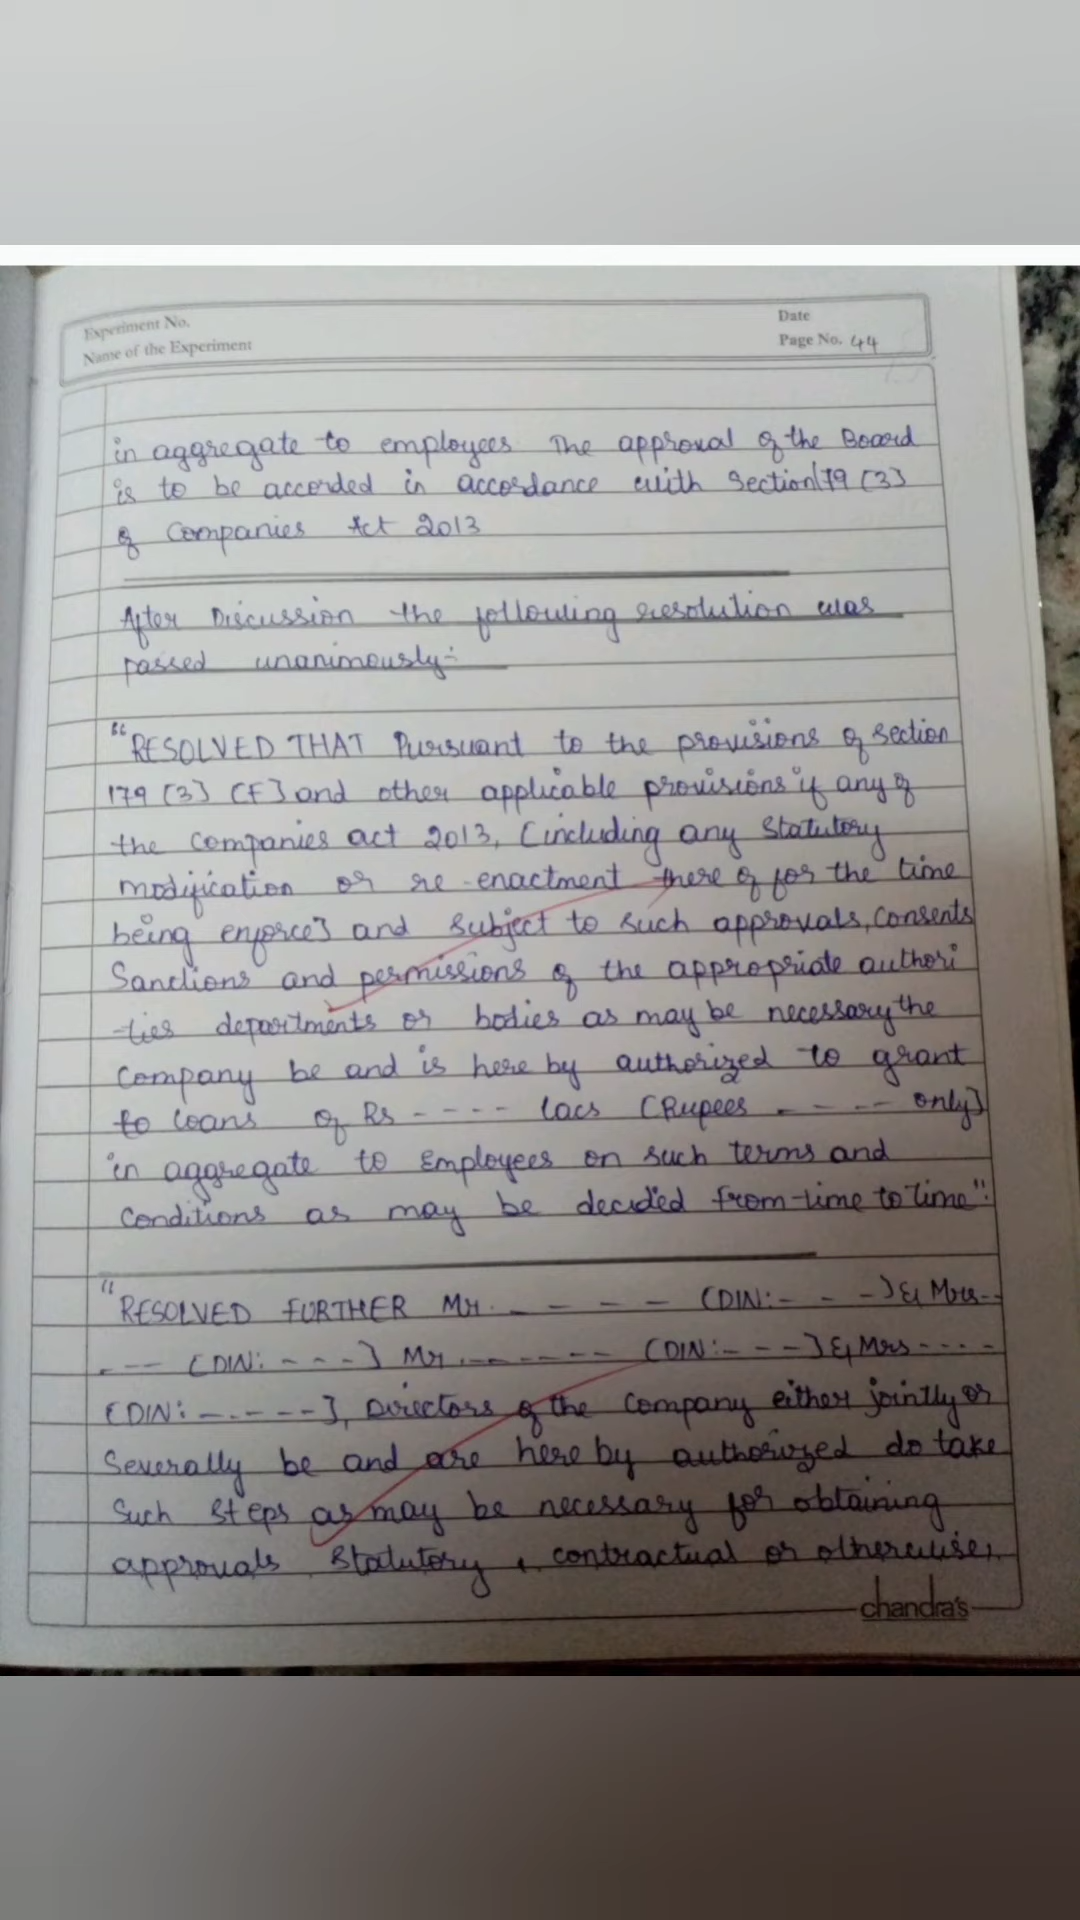 Experiment No.
Date
Name of the Experiment
Page No. 44
in aggregate to employees The approval of the Board
is to be accorded in accordance with Section 179 (3)
of Companies Act 2013
After Discussion the following resolution was
passed unanimously:-
"RESOLVED THAT Pursuant to the provisions of section
179 (3) (F) and other applicable provisions if any of
the Companies act 2013, (including any Statutory
modification or re-enactment there of for the time
being enforce) and subject to such approvals, Consents
Sanctions and permissions of the appropriate authori
-ties departments or bodies as may be necessary the
Company be and is here by authorized to grant
to loans of Rs ---- lacs (Rupees ---- only)
in aggregate to Employees on such terms and
Conditions as may be decided from-time to time".
"RESOLVED FURTHER Mr. ----- (DIN:---) & Mrs--
---- (DIN: ---) Mr ------- (DIN:---) & Mrs ----
(DIN: -----), Directors of the Company either jointly or
Severally be and are here by authorized do take
Such Steps as may be necessary for obtaining
approvals Statutory, contractual or otherwise,
chandra's